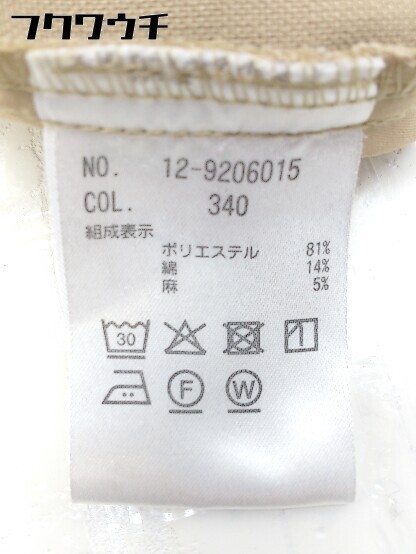 フクワウチ
NO. 12-9206015
COL. 340
組成表示
ポリエステル 81%
綿 14%
麻 5%
30
F W